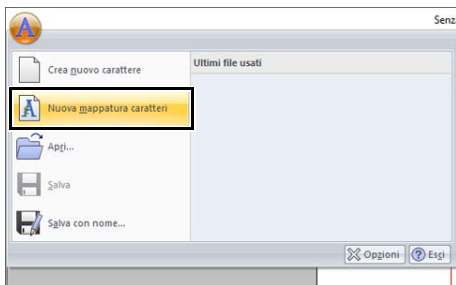 Senz
Crea nuovo carattere
Ultimi file usati
Nuova mappatura caratteri
Apri...
Salva
Salva con nome...
Opzioni
Esci